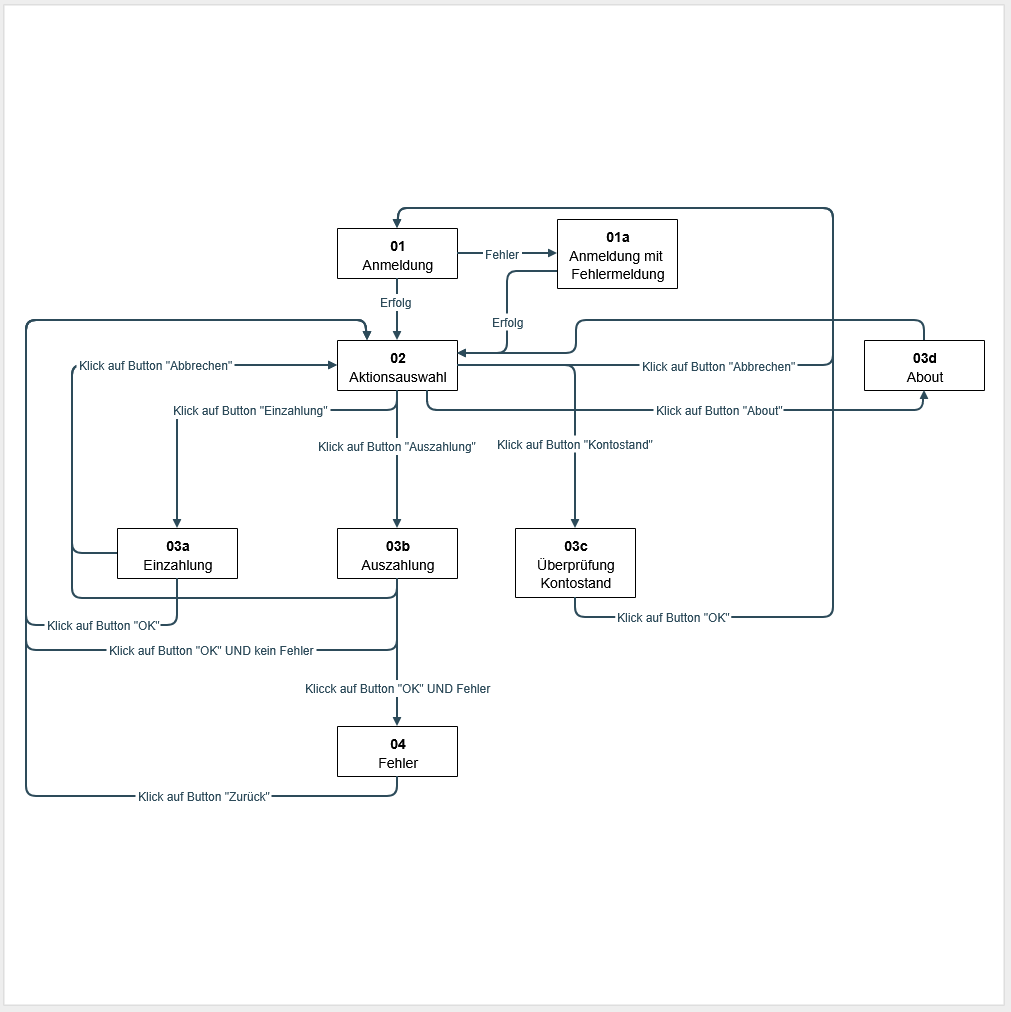 01
Anmeldung
Fehler
01a
Anmeldung mit
Fehlermeldung
Erfolg
Erfolg
02
Aktionsauswahl
Klick auf Button "Abbrechen"
Klick auf Button "Abbrechen"
03d
About
Klick auf Button "Einzahlung"
Klick auf Button "About"
Klick auf Button "Auszahlung"
Klick auf Button "Kontostand"
03a
Einzahlung
03b
Auszahlung
03c
Überprüfung
Kontostand
Klick auf Button "OK"
Klick auf Button "OK"
Klick auf Button "OK" UND kein Fehler
Klicck auf Button "OK" UND Fehler
04
Fehler
Klick auf Button "Zurück"